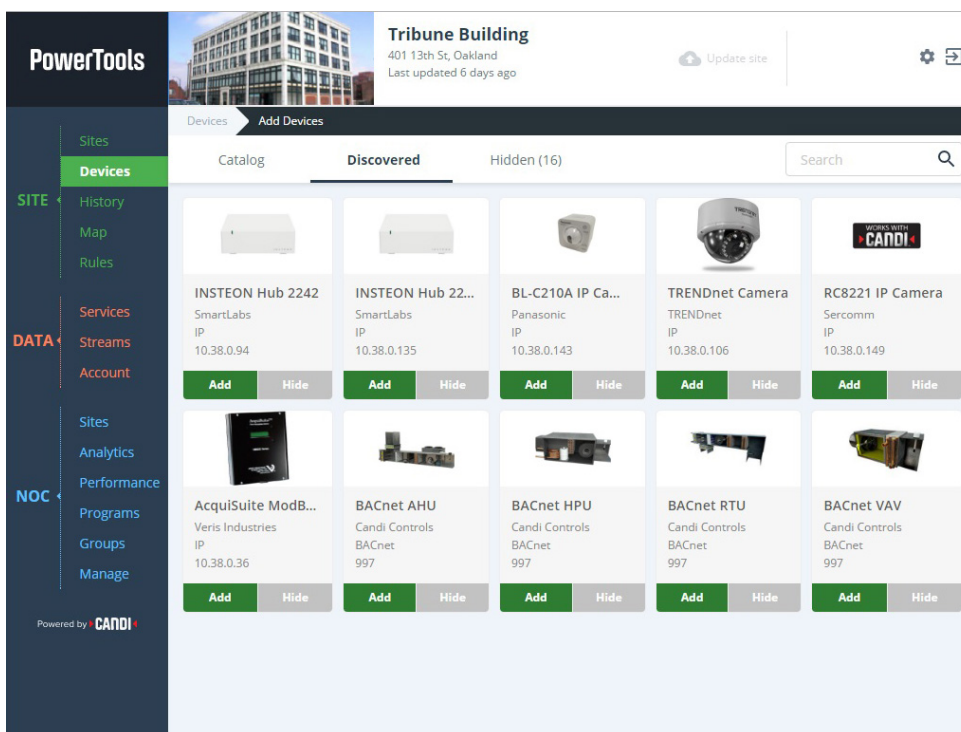 PowerTools
Tribune Building
401 13th St, Oakland
Last updated 6 days ago
Update site
Devices
Add Devices
Catalog
Discovered
Hidden (16)
Search
SITE
Sites
Devices
History
Map
Rules
DATA
Services
Streams
Account
NOC
Sites
Analytics
Performance
Programs
Groups
Manage
Powered by CANDI
INSTEON Hub 2242
SmartLabs
IP
10.38.0.94
Add
Hide
INSTEON Hub 22...
SmartLabs
IP
10.38.0.135
Add
Hide
BL-C210A IP Ca...
Panasonic
IP
10.38.0.143
Add
Hide
TRENDnet
TRENDnet Camera
TRENDnet
IP
10.38.0.106
Add
Hide
WORKS WITH
CANDI
RC8221 IP Camera
Sercomm
IP
10.38.0.149
Add
Hide
AcquiSuite ModB...
Veris Industries
IP
10.38.0.36
Add
Hide
BACnet AHU
Candi Controls
BACnet
997
Add
Hide
BACnet HPU
Candi Controls
BACnet
997
Add
Hide
BACnet RTU
Candi Controls
BACnet
997
Add
Hide
BACnet VAV
Candi Controls
BACnet
997
Add
Hide